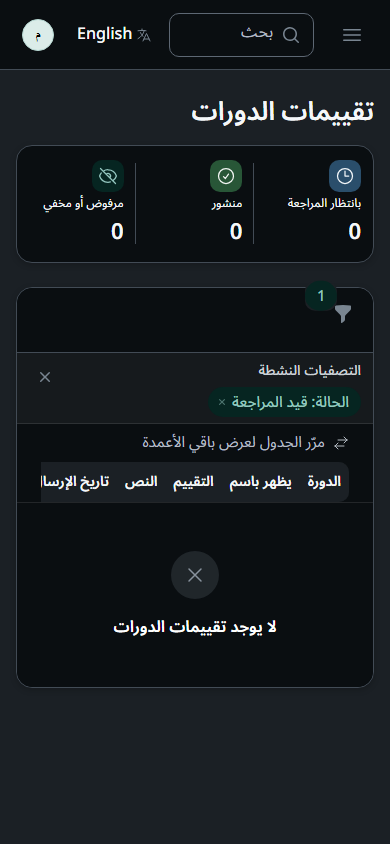 بحث
English
م
تقييمات الدورات
بانتظار المراجعة
0
منشور
0
مرفوض أو مخفي
0
1
التصفيات النشطة
الحالة: قيد المراجعة ×
مرّر الجدول لعرض باقي الأعمدة
الدورة يظهر باسم التقييم النص تاريخ الإرسا
لا يوجد تقييمات الدورات